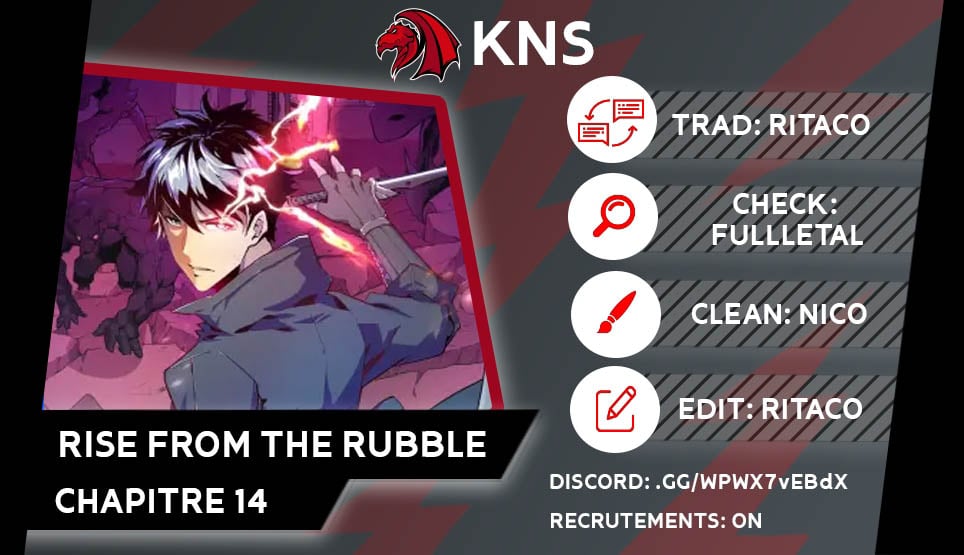 KNS
TRAD: RITACO
CHECK:
FULLLETAL
CLEAN: NICO
EDIT: RITACO
RISE FROM THE RUBBLE
CHAPITRE 14
DISCORD: .GG/WPWX7vEBdX
RECRUTEMENTS: ON